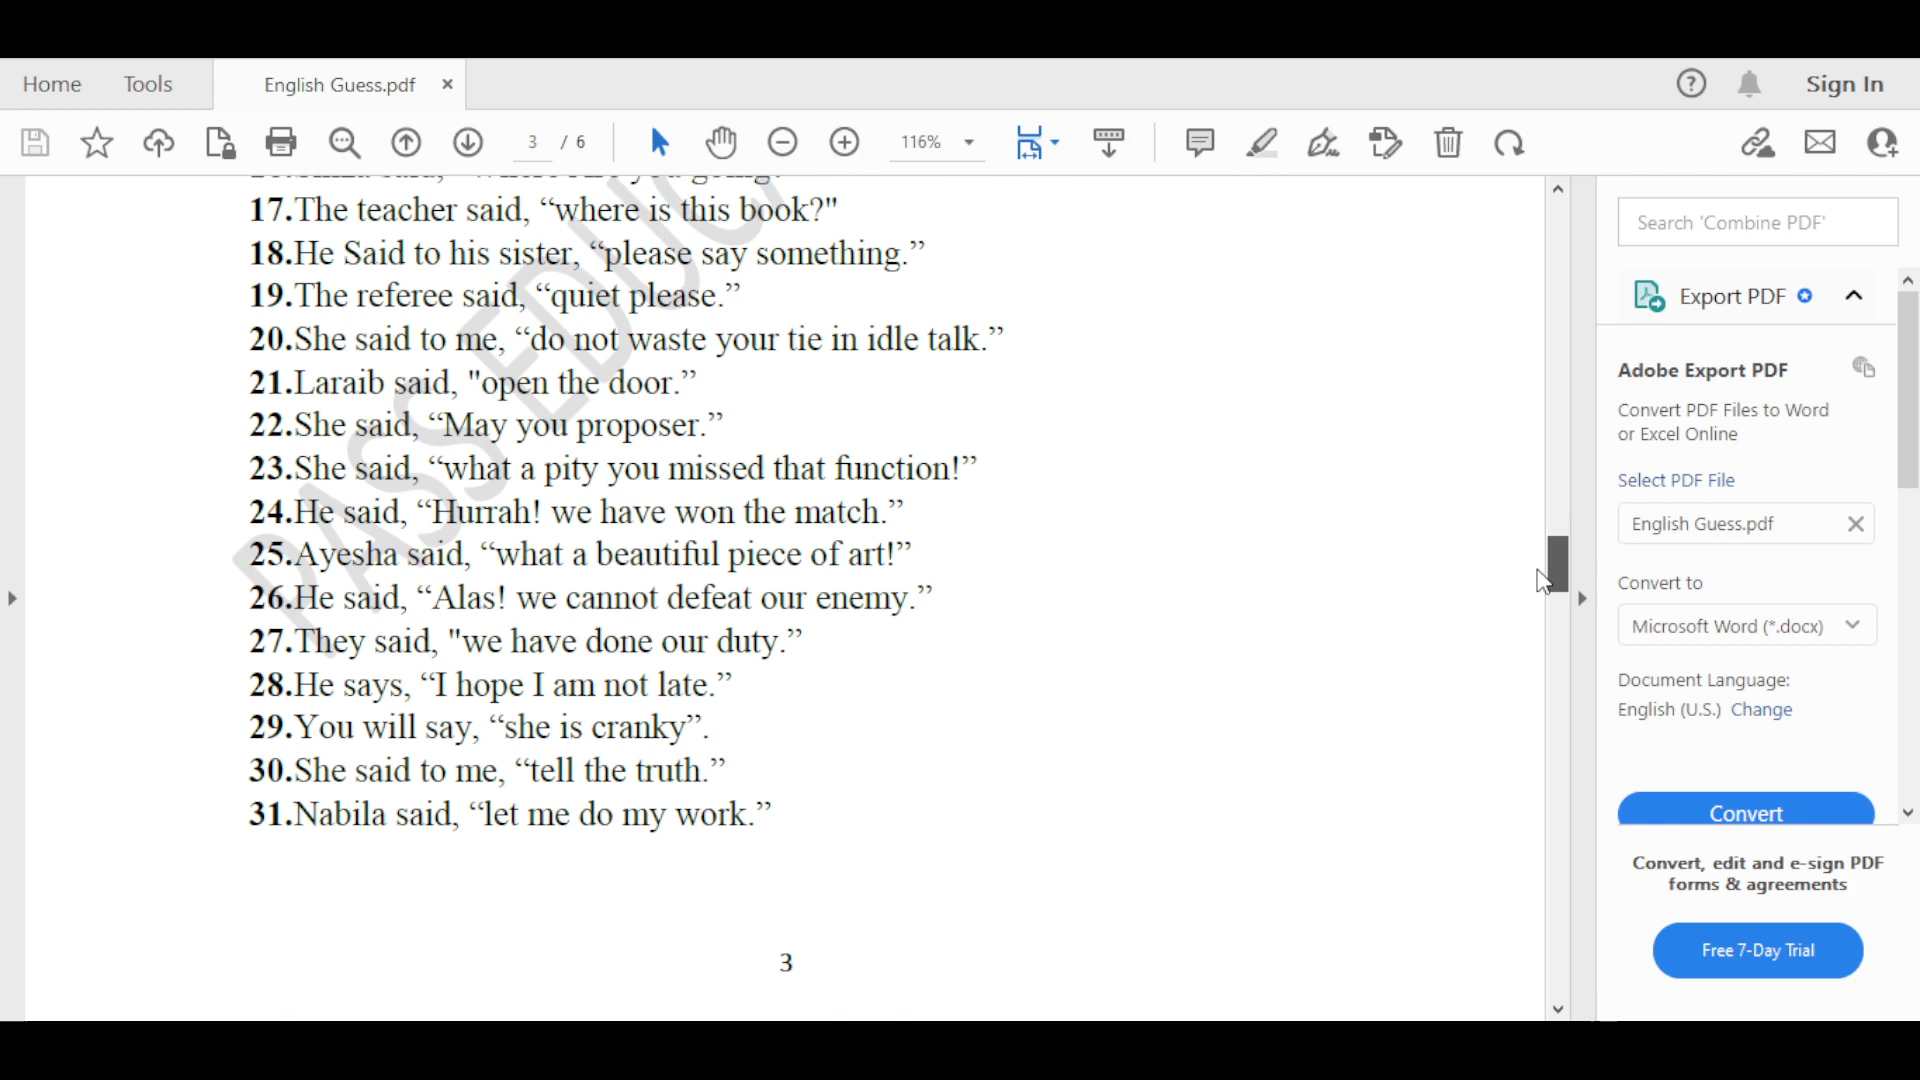 Home Tools English Guess.pdf × ? Sign In
3 / 6 116%
17.The teacher said, “where is this book?"
18.He Said to his sister, “please say something.”
19.The referee said, “quiet please.”
20.She said to me, “do not waste your tie in idle talk.”
21.Laraib said, "open the door.”
22.She said, “May you proposer.”
23.She said, “what a pity you missed that function!”
24.He said, “Hurrah! we have won the match.”
25.Ayesha said, “what a beautiful piece of art!”
26.He said, “Alas! we cannot defeat our enemy.”
27.They said, "we have done our duty.”
28.He says, “I hope I am not late.”
29.You will say, “she is cranky”.
30.She said to me, “tell the truth.”
31.Nabila said, “let me do my work.”
3
PASS EDUC
Search 'Combine PDF'
Export PDF
Adobe Export PDF
Convert PDF Files to Word
or Excel Online
Select PDF File
English Guess.pdf
Convert to
Microsoft Word (*.docx)
Document Language:
English (U.S.) Change
Convert
Convert, edit and e-sign PDF
forms & agreements
Free 7-Day Trial